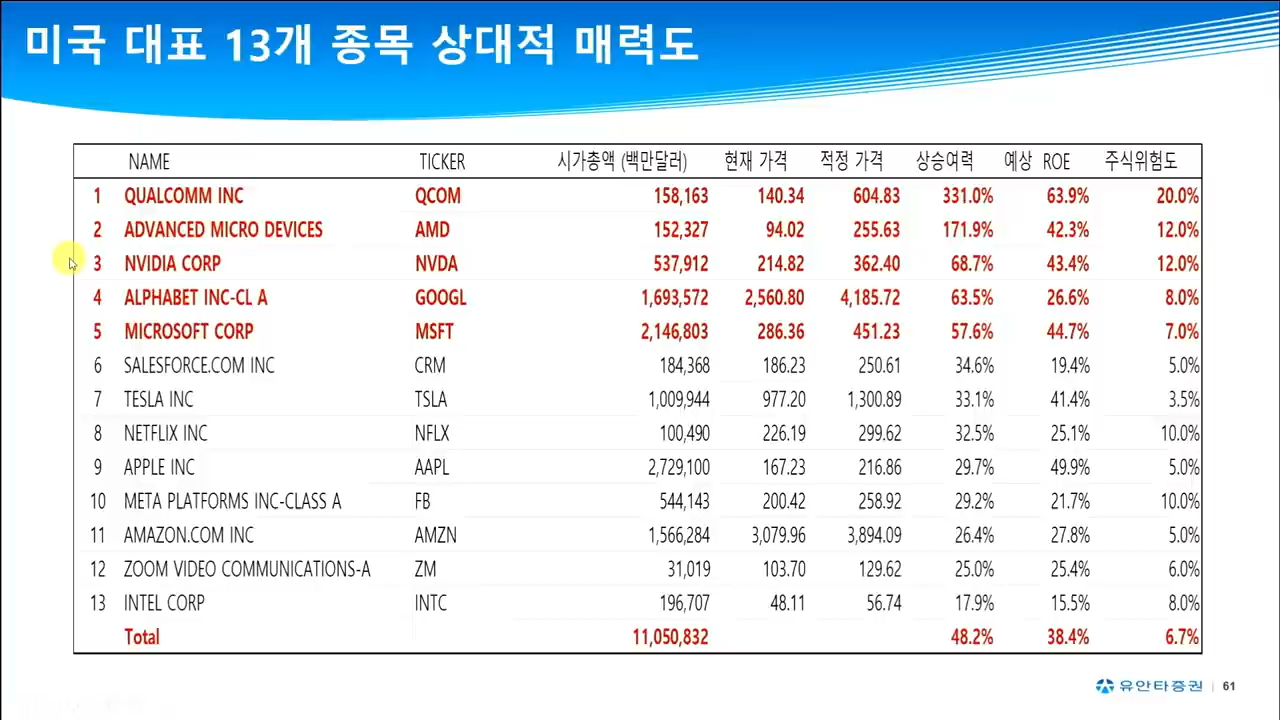 미국 대표 13개 종목 상대적 매력도
NAME TICKER 시가총액 (백만달러) 현재 가격 적정 가격 상승여력 예상 ROE 주식위험도
1 QUALCOMM INC QCOM 158,163 140.34 604.83 331.0% 63.9% 20.0%
2 ADVANCED MICRO DEVICES AMD 152,327 94.02 255.63 171.9% 42.3% 12.0%
3 NVIDIA CORP NVDA 537,912 214.82 362.40 68.7% 43.4% 12.0%
4 ALPHABET INC-CL A GOOGL 1,693,572 2,560.80 4,185.72 63.5% 26.6% 8.0%
5 MICROSOFT CORP MSFT 2,146,803 286.36 451.23 57.6% 44.7% 7.0%
6 SALESFORCE.COM INC CRM 184,368 186.23 250.61 34.6% 19.4% 5.0%
7 TESLA INC TSLA 1,009,944 977.20 1,300.89 33.1% 41.4% 3.5%
8 NETFLIX INC NFLX 100,490 226.19 299.62 32.5% 25.1% 10.0%
9 APPLE INC AAPL 2,729,100 167.23 216.86 29.7% 49.9% 5.0%
10 META PLATFORMS INC-CLASS A FB 544,143 200.42 258.92 29.2% 21.7% 10.0%
11 AMAZON.COM INC AMZN 1,566,284 3,079.96 3,894.09 26.4% 27.8% 5.0%
12 ZOOM VIDEO COMMUNICATIONS-A ZM 31,019 103.70 129.62 25.0% 25.4% 6.0%
13 INTEL CORP INTC 196,707 48.11 56.74 17.9% 15.5% 8.0%
Total 11,050,832 48.2% 38.4% 6.7%
유안타증권 | 61